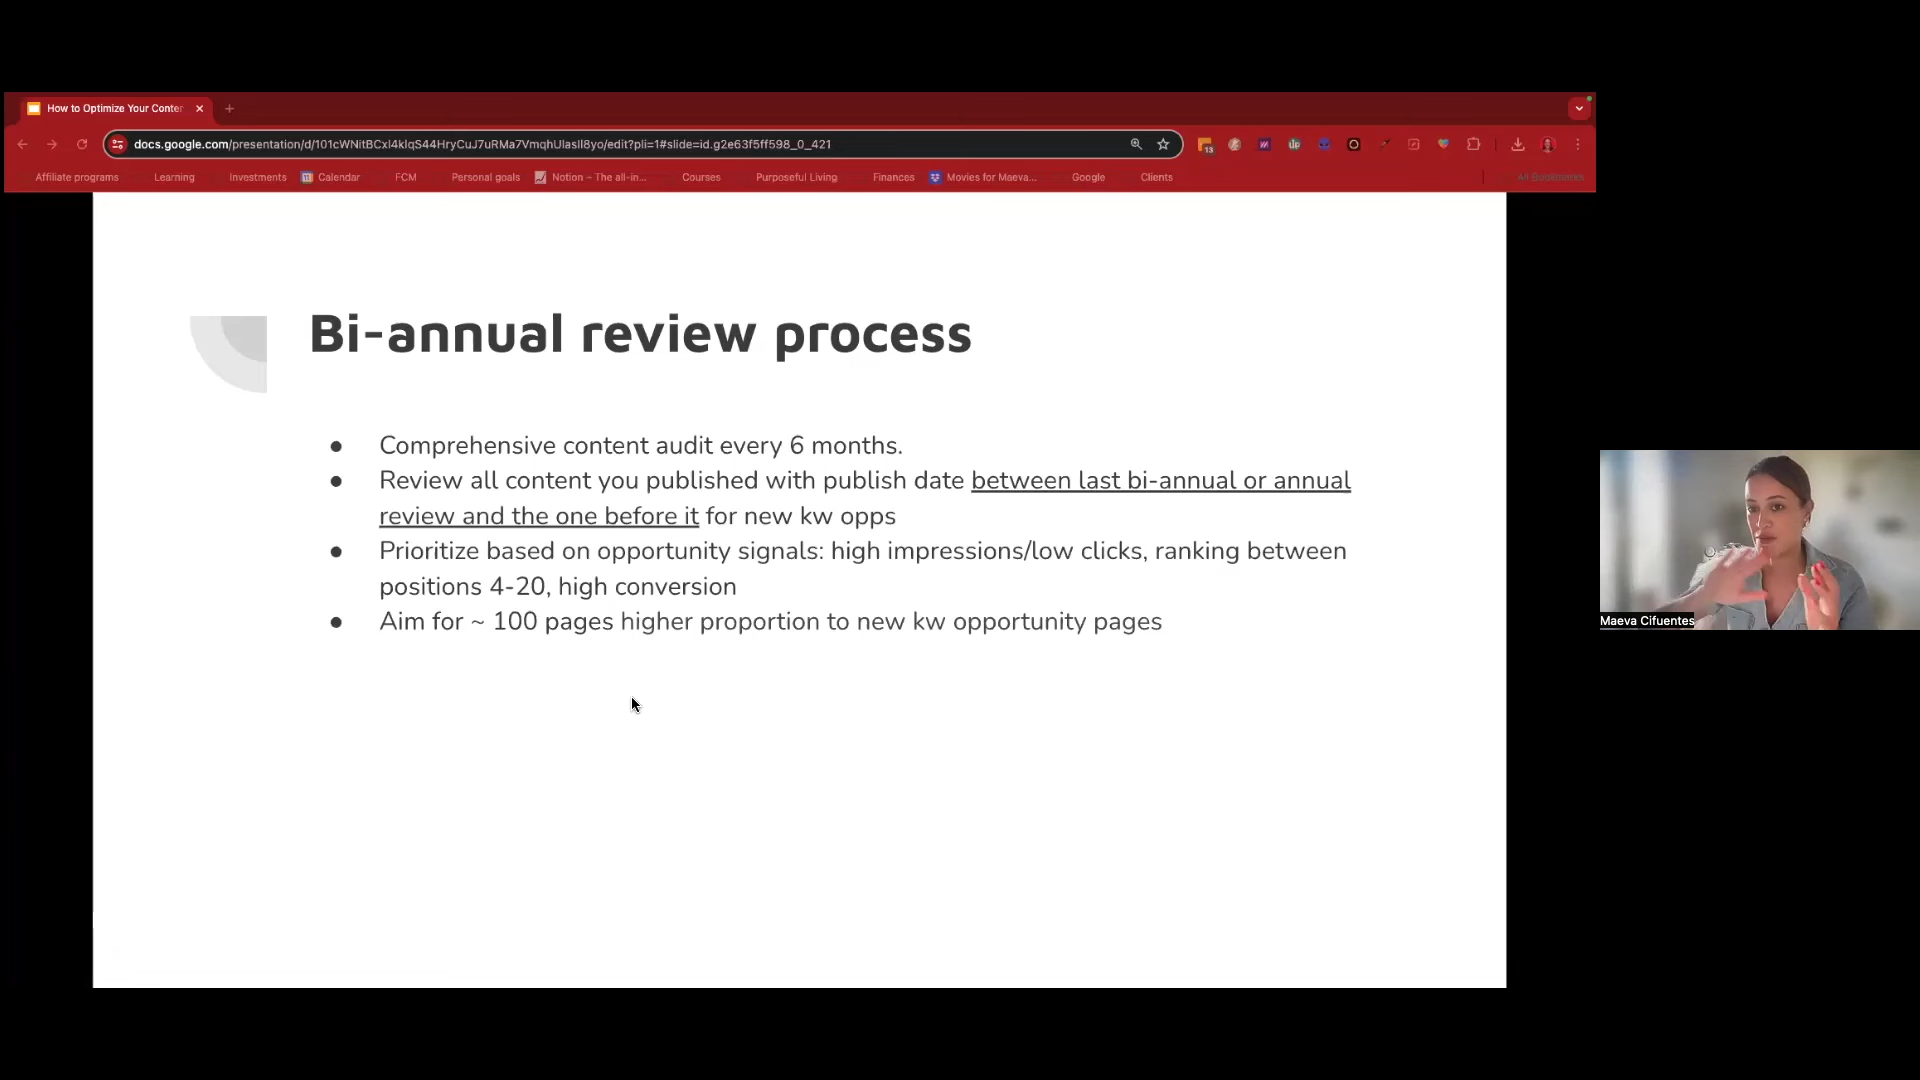 How to Optimize Your Conter
docs.google.com/presentation/d/101cWNitBCxl4klqS44HryCuJ7uRMa7VmqhUlasll8yo/edit?pli=1#slide=id.g2e63f5ff598_0_421
13
Affiliate programs Learning Investments Calendar FCM Personal goals Notion – The all-in... Courses Purposeful Living Finances Movies for Maeva... Google Clients All Bookmarks
Bi-annual review process
● Comprehensive content audit every 6 months.
● Review all content you published with publish date between last bi-annual or annual
review and the one before it for new kw opps
● Prioritize based on opportunity signals: high impressions/low clicks, ranking between
positions 4-20, high conversion
● Aim for ~ 100 pages higher proportion to new kw opportunity pages
Maeva Cifuentes